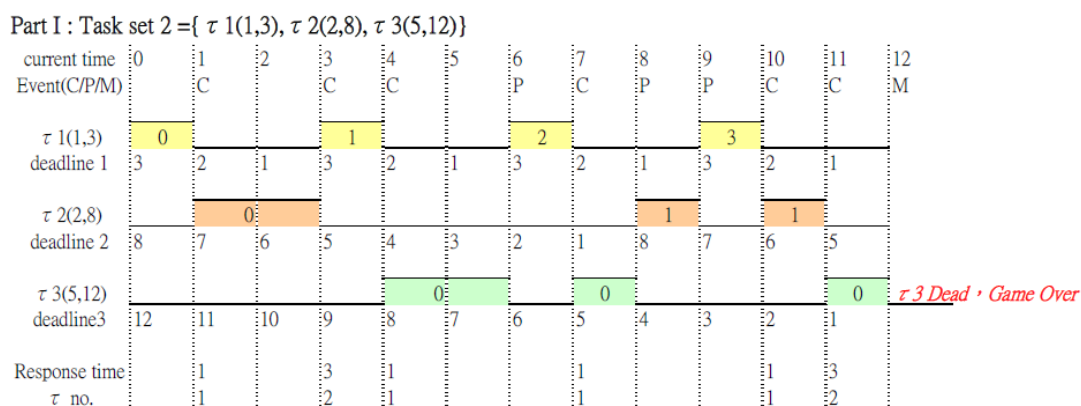 Part I : Task set 2 ={ τ 1(1,3), τ 2(2,8), τ 3(5,12)}
current time 0 1 2 3 4 5 6 7 8 9 10 11 12
Event(C/P/M) C C C P C P P C C M
τ 1(1,3) 0 1 2 3
deadline 1 3 2 1 3 2 1 3 2 1 3 2 1
τ 2(2,8) 0 1 1
deadline 2 8 7 6 5 4 3 2 1 8 7 6 5
τ 3(5,12) 0 0 0 τ 3 Dead,Game Over
deadline3 12 11 10 9 8 7 6 5 4 3 2 1
Response time 1 3 1 1 1 3
τ no. 1 2 1 1 1 2